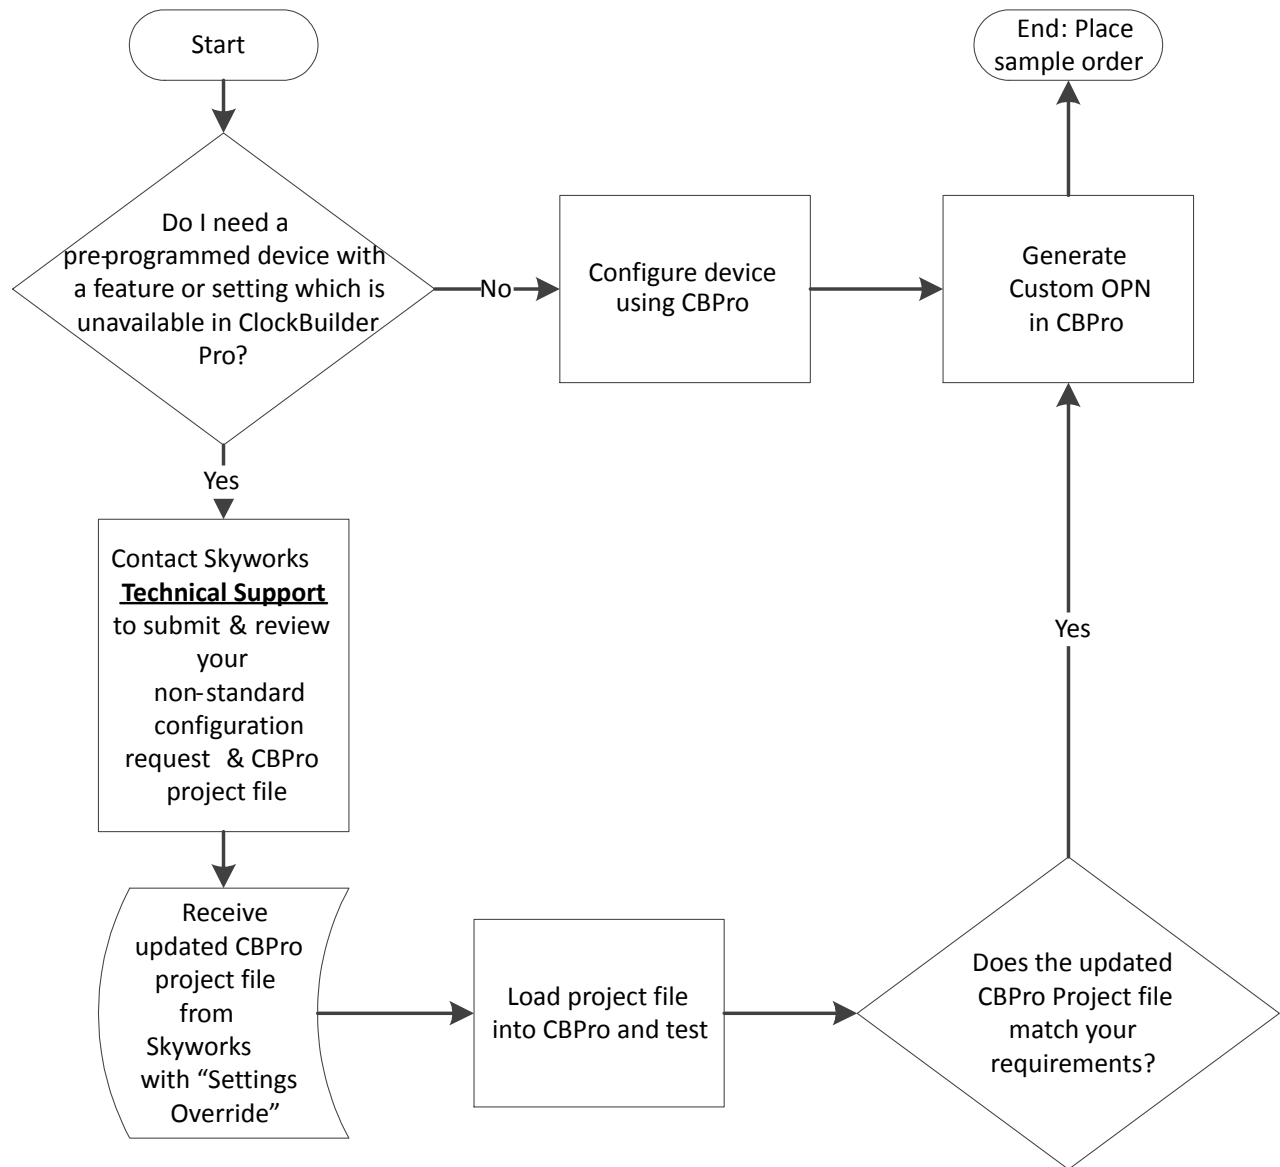 Start
End: Place
sample order
Do I need a
pre-programmed device with
a feature or setting which is
unavailable in ClockBuilder
Pro?
No
Configure device
using CBPro
Generate
Custom OPN
in CBPro
Yes
Contact Skyworks
Technical Support
to submit & review
your
non-standard
configuration
request & CBPro
project file
Yes
Receive
updated CBPro
project file
from
Skyworks
with “Settings
Override”
Load project file
into CBPro and test
Does the updated
CBPro Project file
match your
requirements?